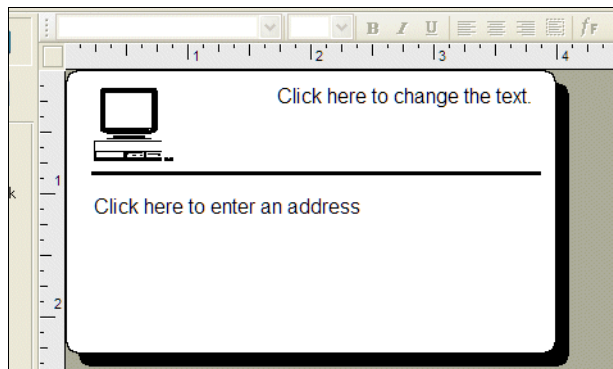 B I U
1 2 3 4
Click here to change the text.
1
k
Click here to enter an address
2